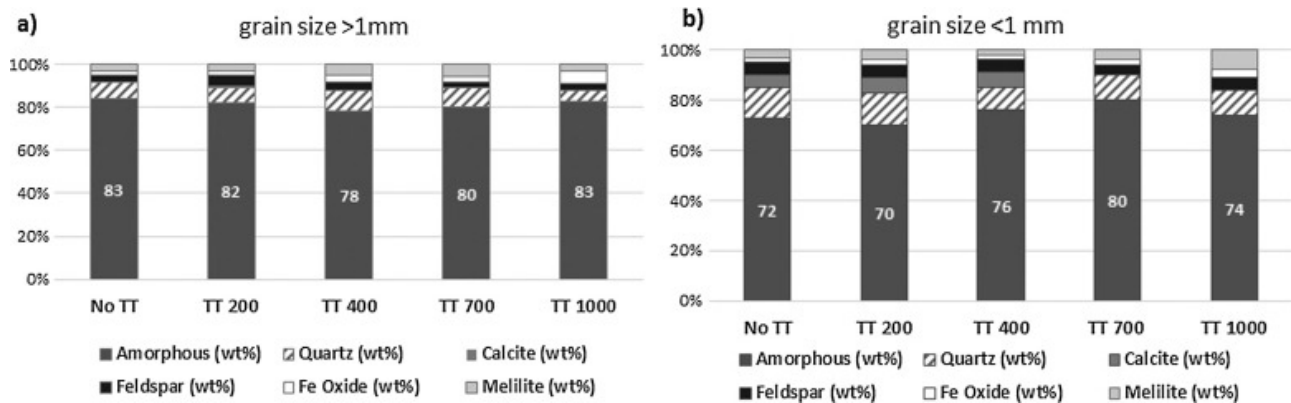 a)
grain size >1mm
100%
80%
60%
40%
20%
0%
83
82
78
80
83
No TT
TT 200
TT 400
TT 700
TT 1000
Amorphous (wt%)
Quartz (wt%)
Calcite (wt%)
Feldspar (wt%)
Fe Oxide (wt%)
Melilite (wt%)
b)
grain size <1 mm
100%
80%
60%
40%
20%
0%
72
70
76
80
74
No TT
TT 200
TT 400
TT 700
TT 1000
Amorphous (wt%)
Quartz (wt%)
Calcite (wt%)
Feldspar (wt%)
Fe Oxide (wt%)
Melilite (wt%)